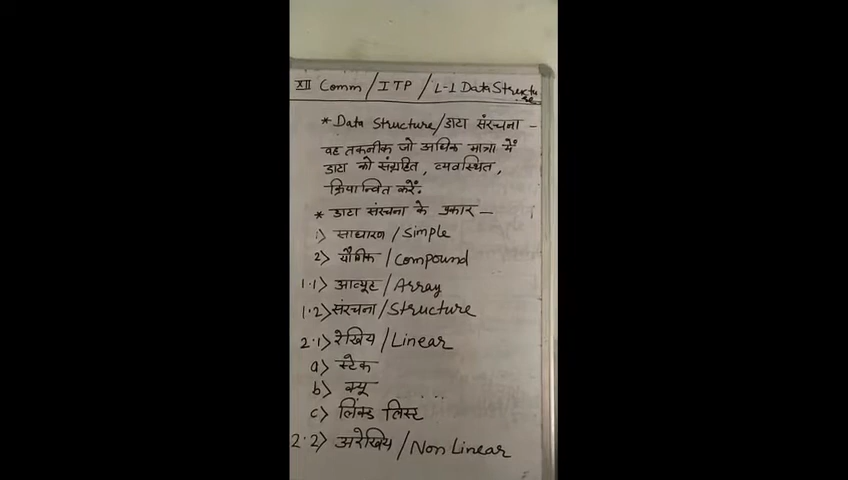 XII Comm / ITP / L-1 Data Structure
* Data Structure/डाटा संरचना -
वह तकनीक जो अधिक मात्रा में
डाटा को संग्रहित, व्यवस्थित,
क्रियान्वित करें.
* डाटा संरचना के प्रकार -
1> साधारण / Simple
2> यौगिक / Compound
1.1> आव्यूह / Array
1.2> संरचना / Structure
2.1> रेखिय / Linear
a> स्टेक
b> क्यू
c> लिंक्ड लिस्ट
2.2> अरेखिय / Non Linear